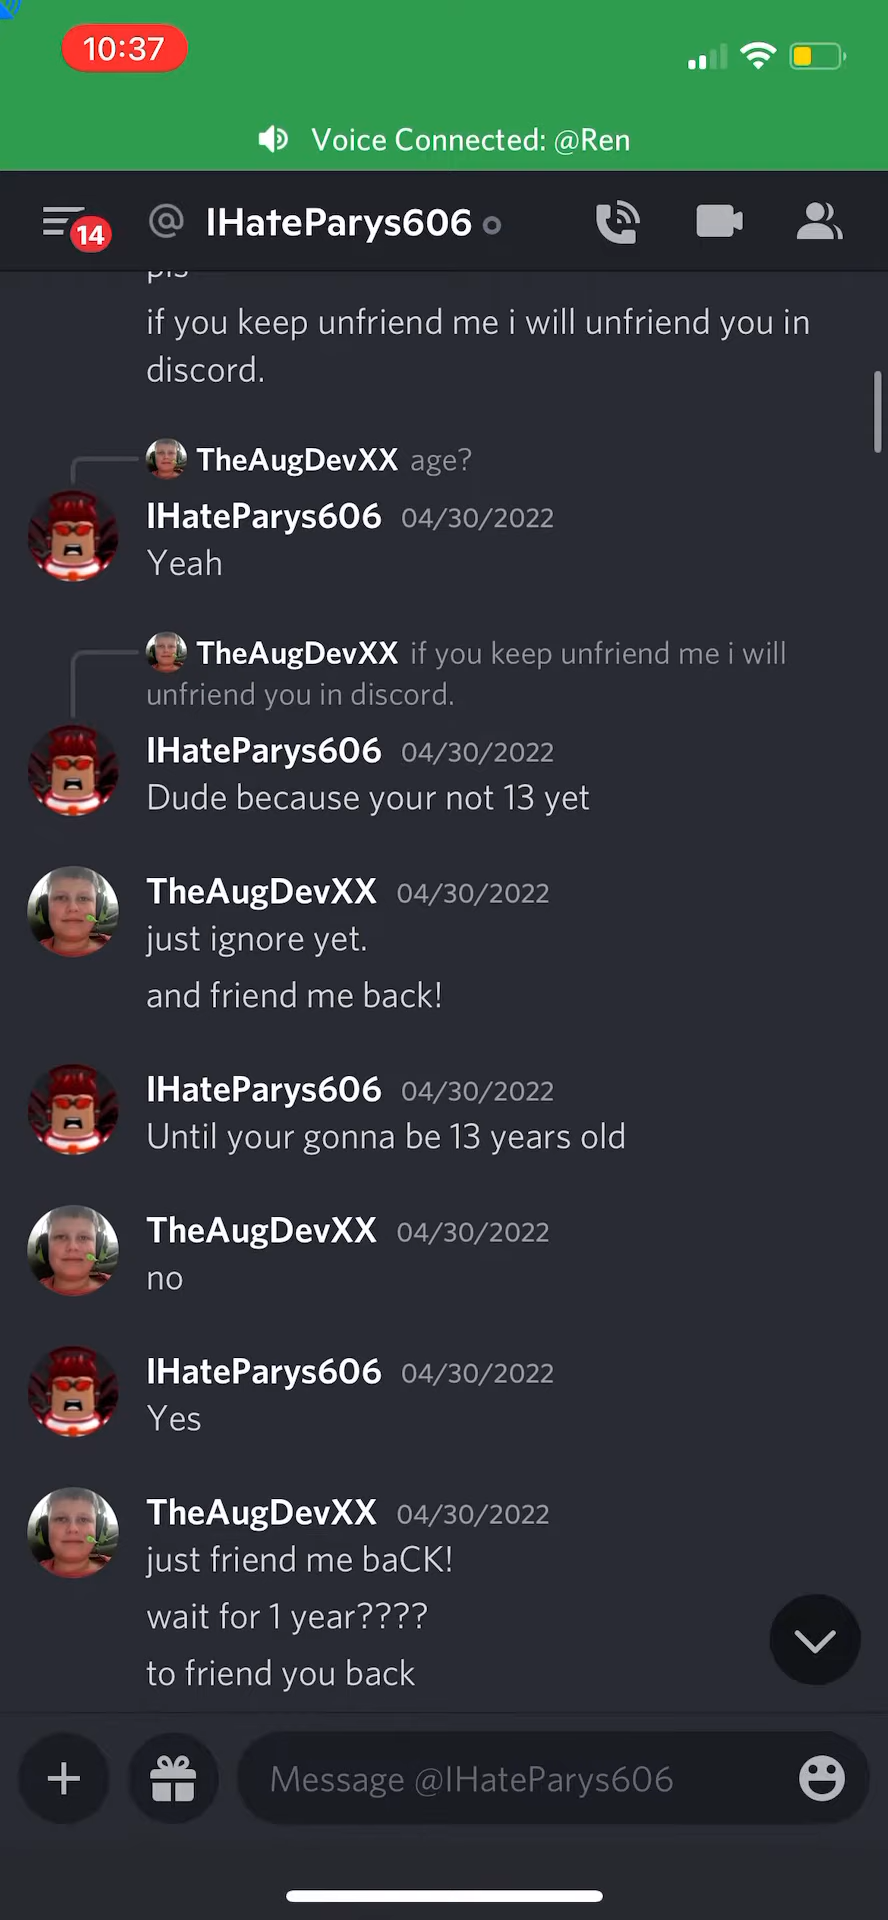 10:37
Voice Connected: @Ren
14
@ IHateParys606
pls
if you keep unfriend me i will unfriend you in
discord.
TheAugDevXX age?
IHateParys606 04/30/2022
Yeah
TheAugDevXX if you keep unfriend me i will
unfriend you in discord.
IHateParys606 04/30/2022
Dude because your not 13 yet
TheAugDevXX 04/30/2022
just ignore yet.
and friend me back!
IHateParys606 04/30/2022
Until your gonna be 13 years old
TheAugDevXX 04/30/2022
no
IHateParys606 04/30/2022
Yes
TheAugDevXX 04/30/2022
just friend me baCK!
wait for 1 year????
to friend you back
Message @IHateParys606